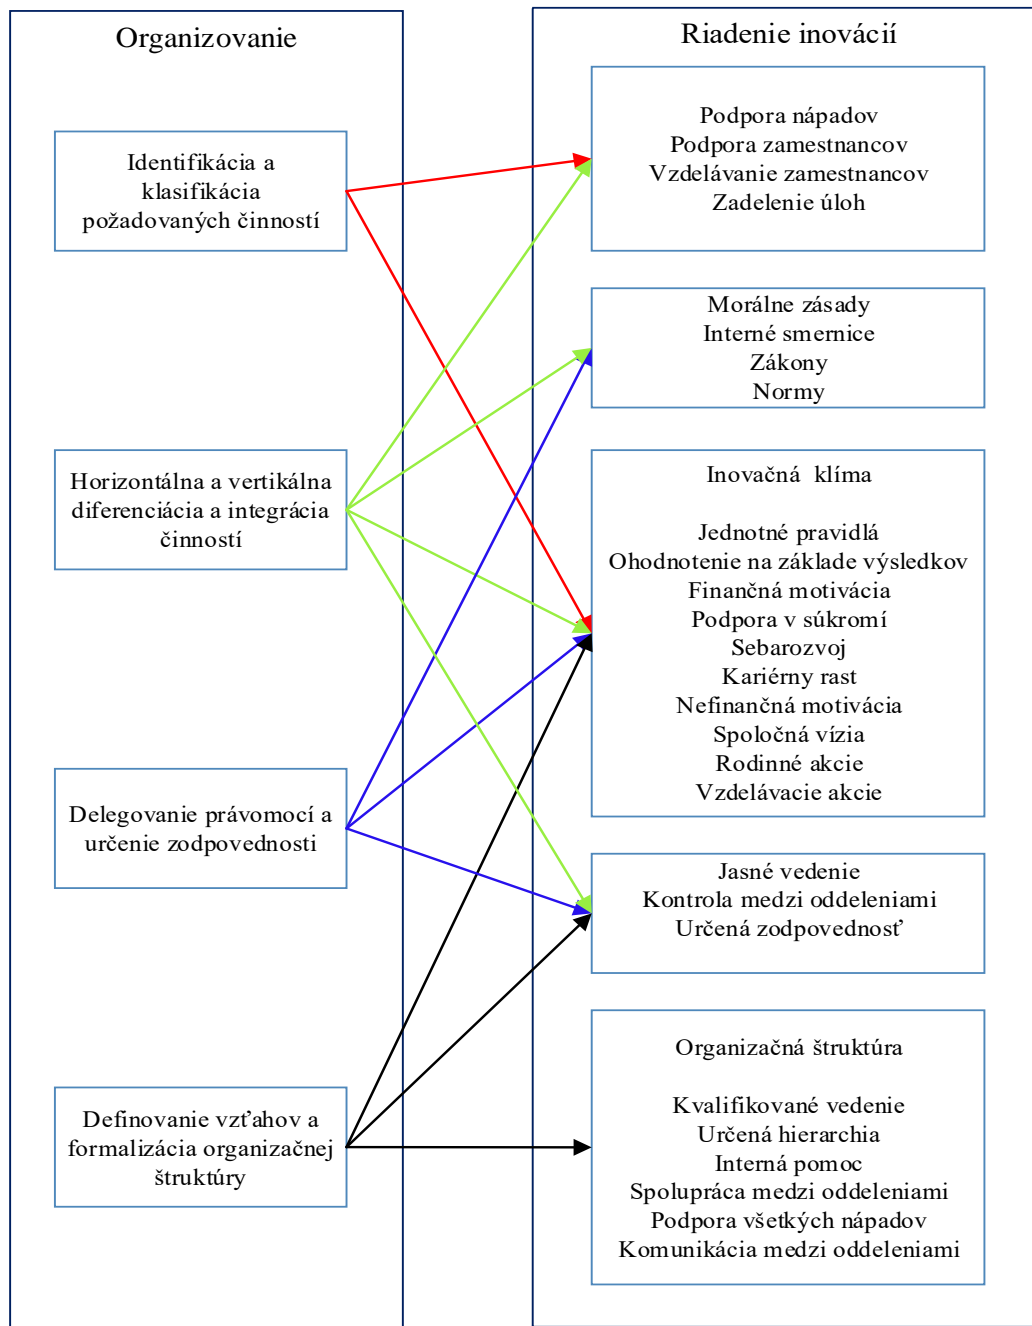 Organizovanie
Identifikácia a
klasifikácia
požadovaných činností
Horizontálna a vertikálna
diferenciácia a integrácia
činností
Delegovanie právomocí a
určenie zodpovednosti
Definovanie vzťahov a
formalizácia organizačnej
štruktúry
Riadenie inovácií
Podpora nápadov
Podpora zamestnancov
Vzdelávanie zamestnancov
Zadelenie úloh
Morálne zásady
Interné smernice
Zákony
Normy
Inovačná klíma
Jednotné pravidlá
Ohodnotenie na základe výsledkov
Finančná motivácia
Podpora v súkromí
Sebarozvoj
Kariérny rast
Nefinančná motivácia
Spoločná vízia
Rodinné akcie
Vzdelávacie akcie
Jasné vedenie
Kontrola medzi oddeleniami
Určená zodpovednosť
Organizačná štruktúra
Kvalifikované vedenie
Určená hierarchia
Interná pomoc
Spolupráca medzi oddeleniami
Podpora všetkých nápadov
Komunikácia medzi oddeleniami